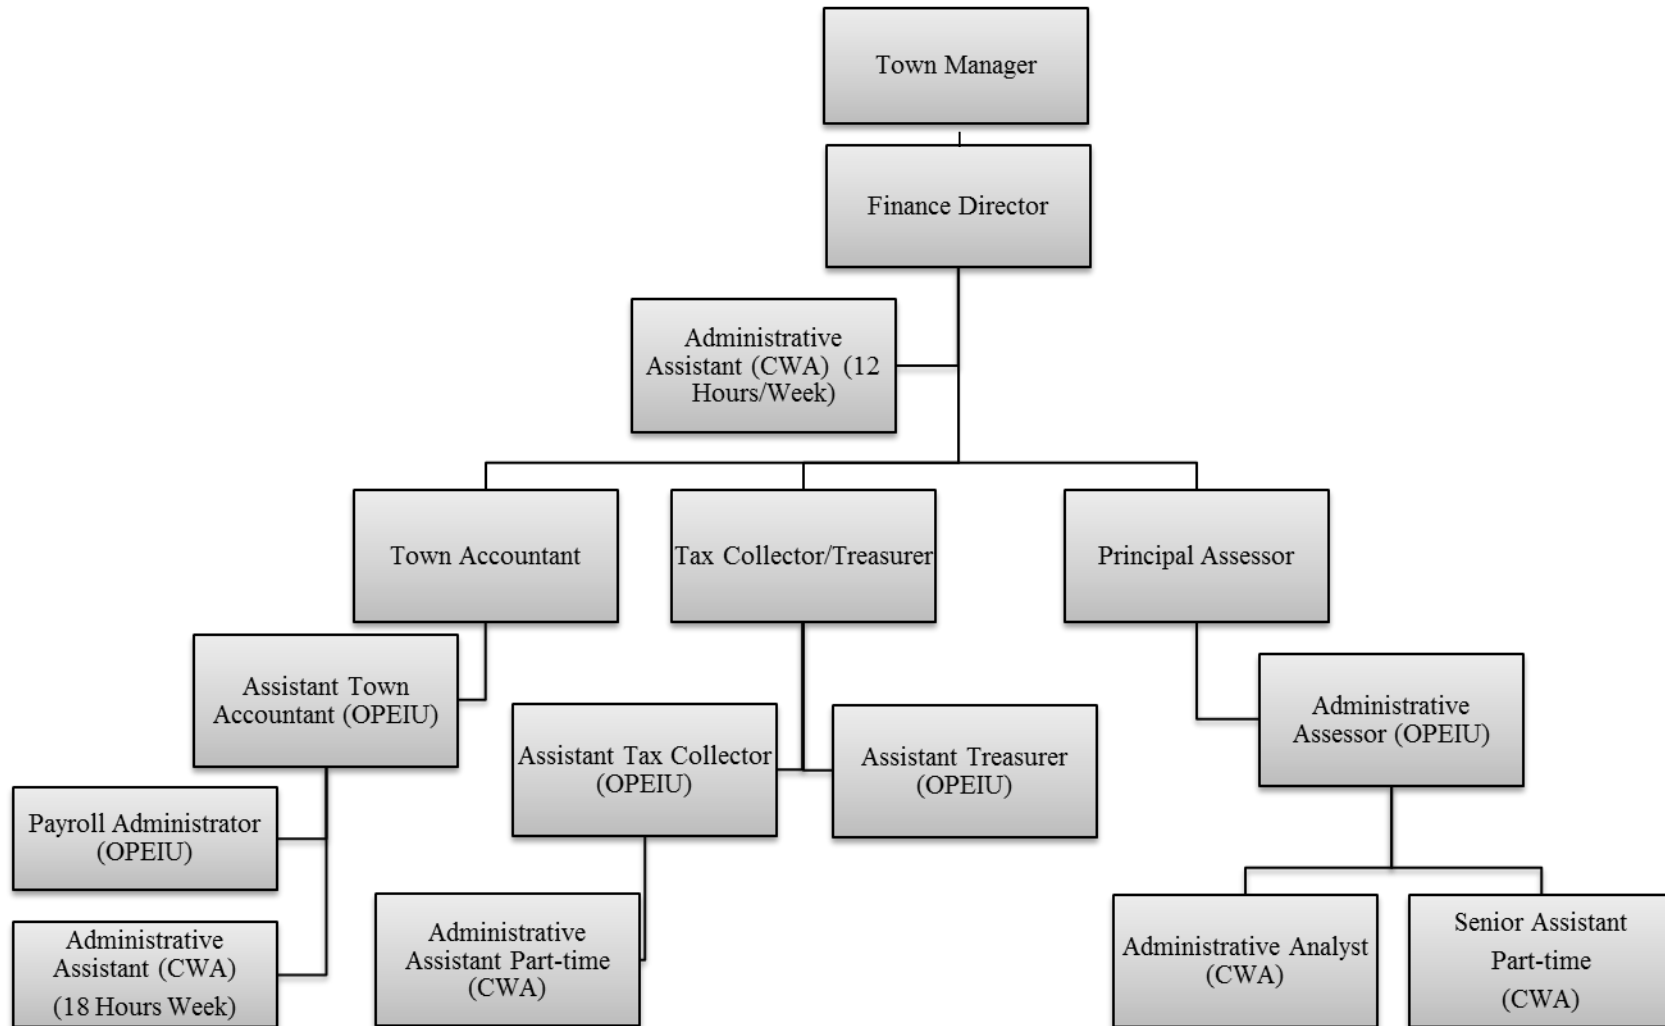 Town Manager
Finance Director
Administrative
Assistant (CWA) (12
Hours/Week)
Town Accountant
Tax Collector/Treasurer
Principal Assessor
Assistant Town
Accountant (OPEIU)
Administrative
Assessor (OPEIU)
Assistant Tax Collector
(OPEIU)
Assistant Treasurer
(OPEIU)
Payroll Administrator
(OPEIU)
Administrative
Assistant (CWA)
(18 Hours Week)
Administrative
Assistant Part-time
(CWA)
Administrative Analyst
(CWA)
Senior Assistant
Part-time
(CWA)